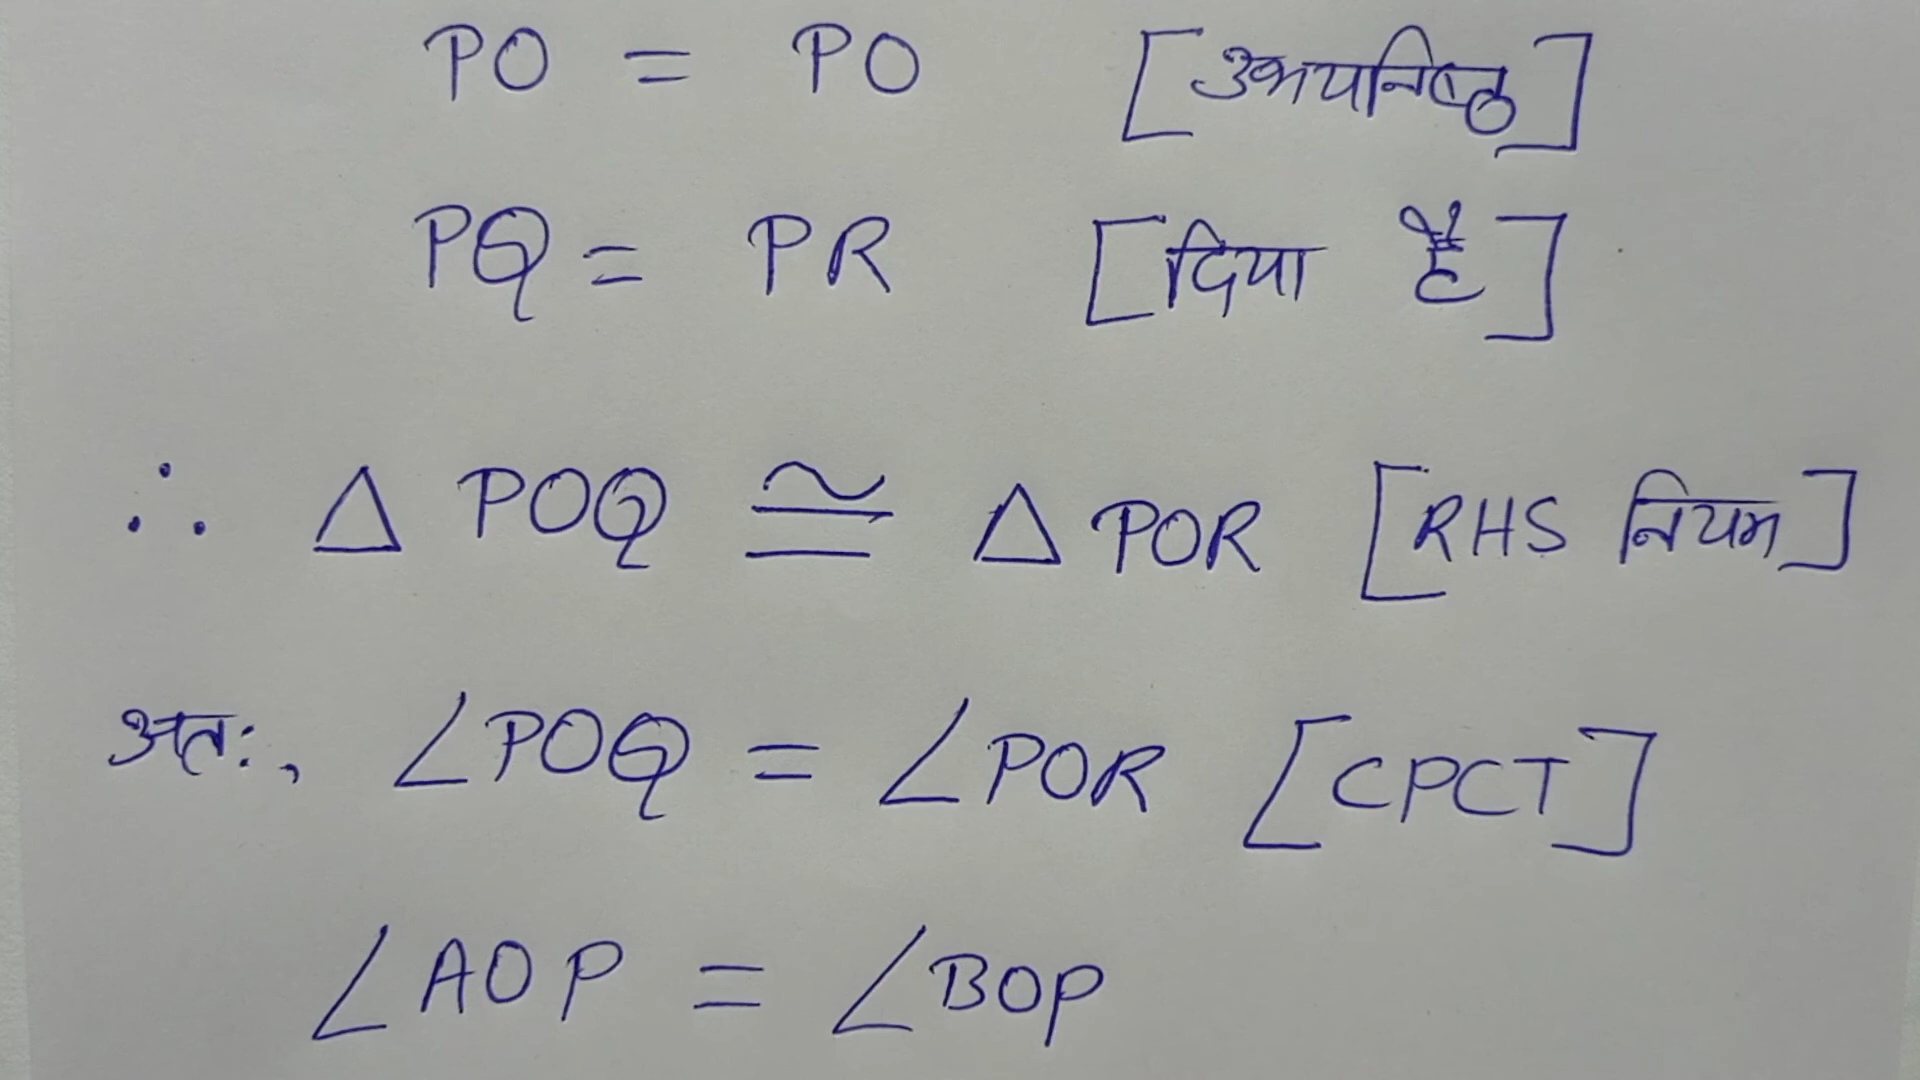 PO = PO [उभयनिष्ठ]
PQ = PR [दिया है]
∴ △ POQ ≅ △ POR [RHS नियम]
अतः, ∠POQ = ∠POR [CPCT]
∠AOP = ∠BOP